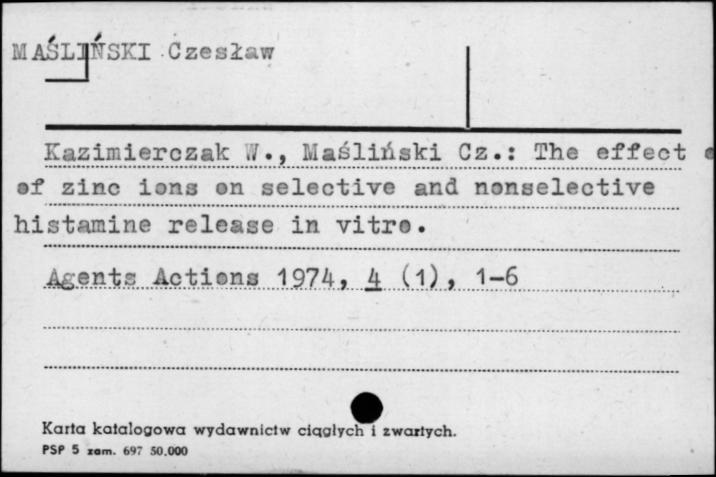 MAŚLIŃSKI Czesław
Kazimierczak W., Maśliński Cz.: The effect o
of zinc ions on selective and nonselective
histamine release in vitro.
Agents Actions 1974, 4 (1), 1-6
Karta katalogowa wydawnictw ciągłych i zwartych.
PSP 5 zam. 697 50.000